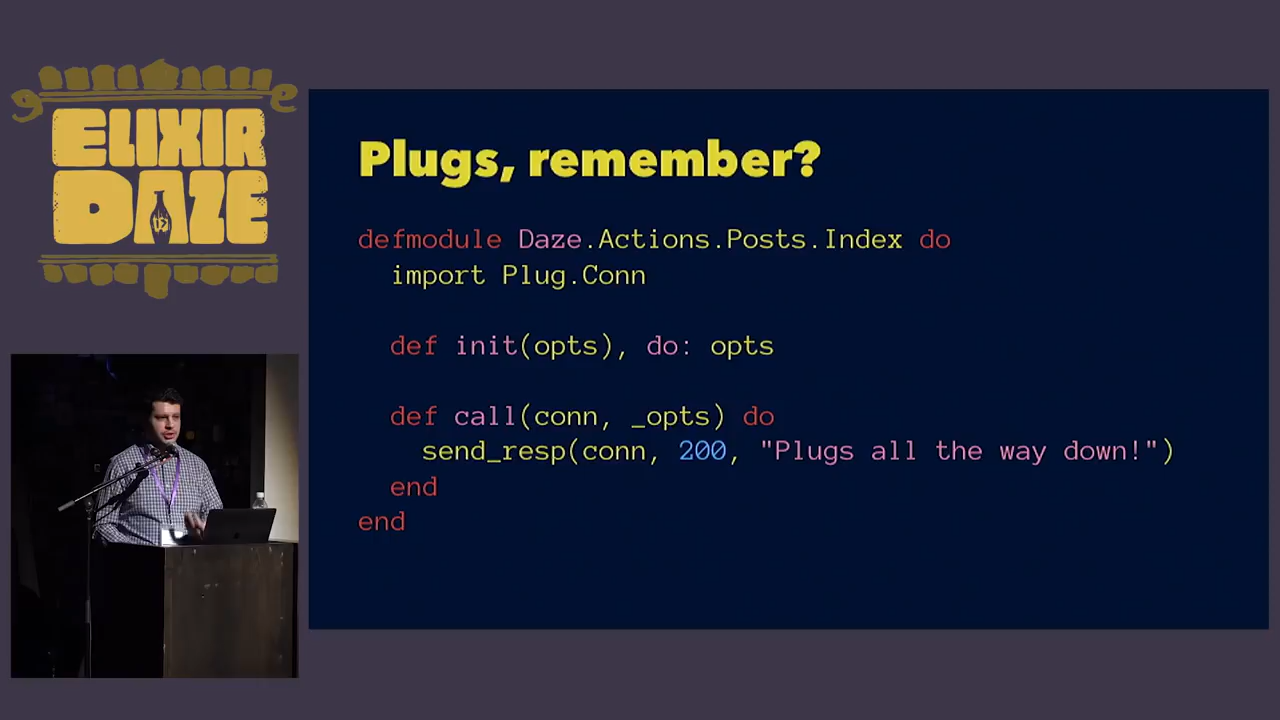 ELIXIR
DAZE
Plugs, remember?
defmodule Daze.Actions.Posts.Index do
  import Plug.Conn
  def init(opts), do: opts
  def call(conn, _opts) do
    send_resp(conn, 200, "Plugs all the way down!")
  end
end